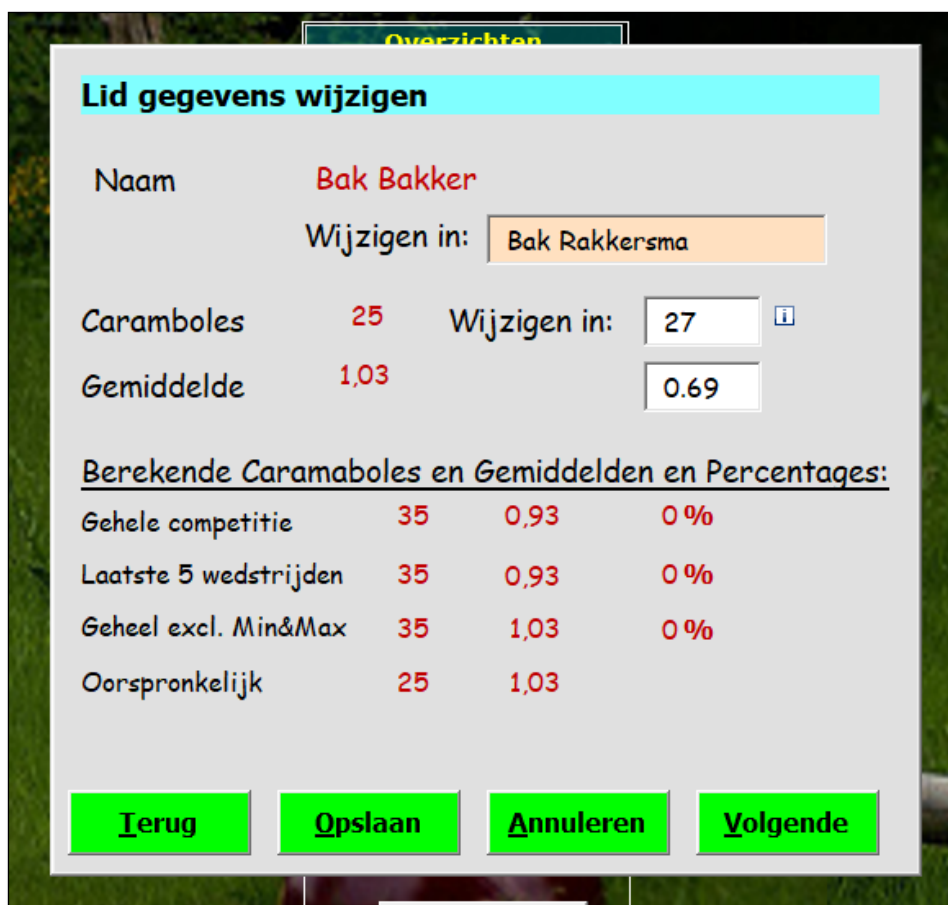 Overzichten
Lid gegevens wijzigen
Naam Bak Bakker
Wijzigen in: Bak Rakkersma
Caramboles 25 Wijzigen in: 27 i
Gemiddelde 1,03 0.69
Berekende Caramaboles en Gemiddelden en Percentages:
Gehele competitie 35 0,93 0 %
Laatste 5 wedstrijden 35 0,93 0 %
Geheel excl. Min&Max 35 1,03 0 %
Oorspronkelijk 25 1,03
Terug Opslaan Annuleren Volgende